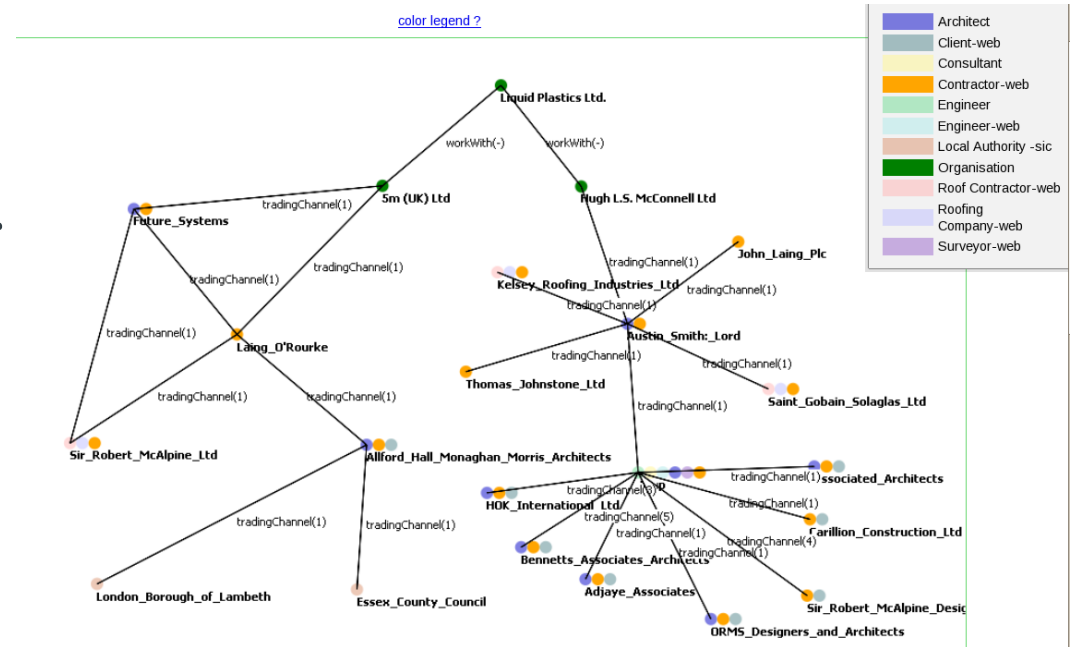 color legend ?
Architect
Client-web
Consultant
Contractor-web
Engineer
Engineer-web
Local Authority -sic
Organisation
Roof Contractor-web
Roofing
Company-web
Surveyor-web
Liquid Plastics Ltd.
workWith(-)
workWith(-)
5m (UK) Ltd
Hugh L.S. McConnell Ltd
tradingChannel(1)
Future_Systems
John_Laing_Plc
tradingChannel(1)
tradingChannel(1)
tradingChannel(1)
Kelsey_Roofing_Industries_Ltd
tradingChannel(1)
tradingChannel(1)
tradingChannel(1)
Austin_Smith:_Lord
Laing_O'Rourke
tradingChannel(1)
tradingChannel(1)
Thomas_Johnstone_Ltd
tradingChannel(1)
tradingChannel(1)
Saint_Gobain_Solaglas_Ltd
tradingChannel(1)
Sir_Robert_McAlpine_Ltd
Allford_Hall_Monaghan_Morris_Architects
tradingChannel(1)
ssociated_Architects
tradingChannel(3)
HOK_International_Ltd
tradingChannel(1)
tradingChannel(5)
tradingChannel(1)
tradingChannel(1)
tradingChannel(1)
Carillion_Construction_Ltd
tradingChannel(4)
tradingChannel(1)
Bennetts_Associates_Architects
Adjaye_Associates
London_Borough_of_Lambeth
Essex_County_Council
Sir_Robert_McAlpine_Desig
ORMS_Designers_and_Architects